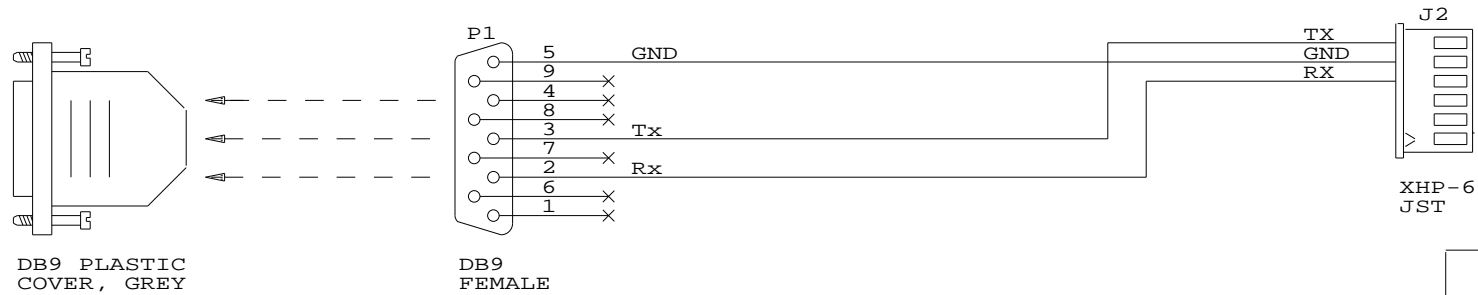 J2
P1
TX
5 GND
GND
9
RX
4
8
3 Tx
7
2 Rx
6
1
XHP-6
JST
DB9 PLASTIC
COVER, GREY
DB9
FEMALE